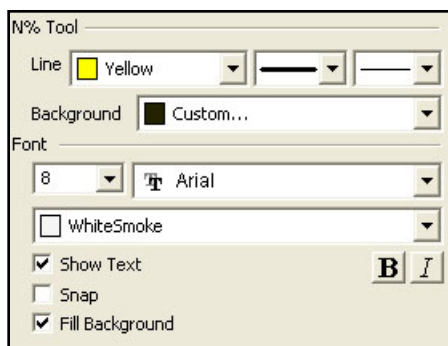 N% Tool
Line Yellow
Background Custom...
Font
8 Arial
WhiteSmoke
Show Text B I
Snap
Fill Background